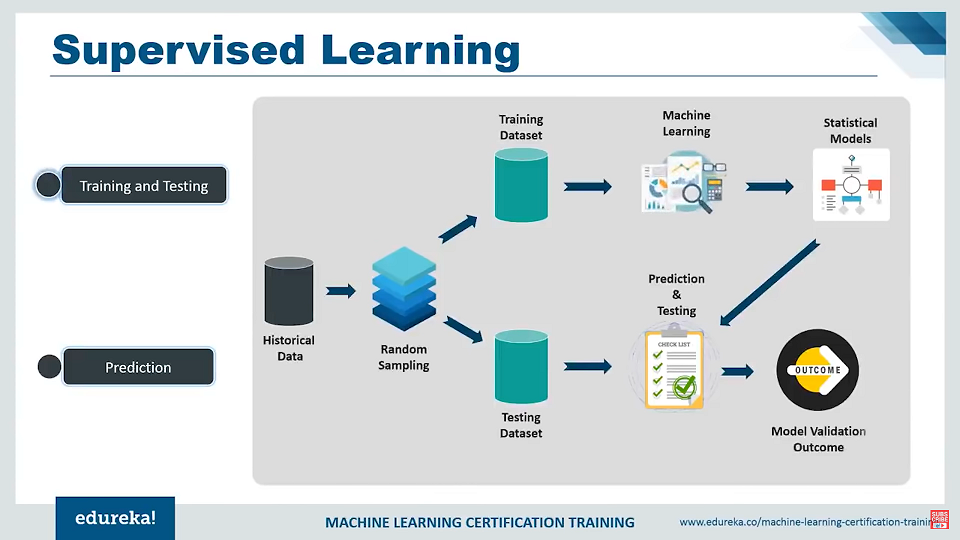 Supervised Learning
Training and Testing
Prediction
Historical
Data
Random
Sampling
Training
Dataset
Testing
Dataset
Machine
Learning
Statistical
Models
Prediction
&
Testing
CHECK LIST
OUTCOME
Model Validation
Outcome
edureka!
MACHINE LEARNING CERTIFICATION TRAINING
www.edureka.co/machine-learning-certification-training
SUBS
CRIBE